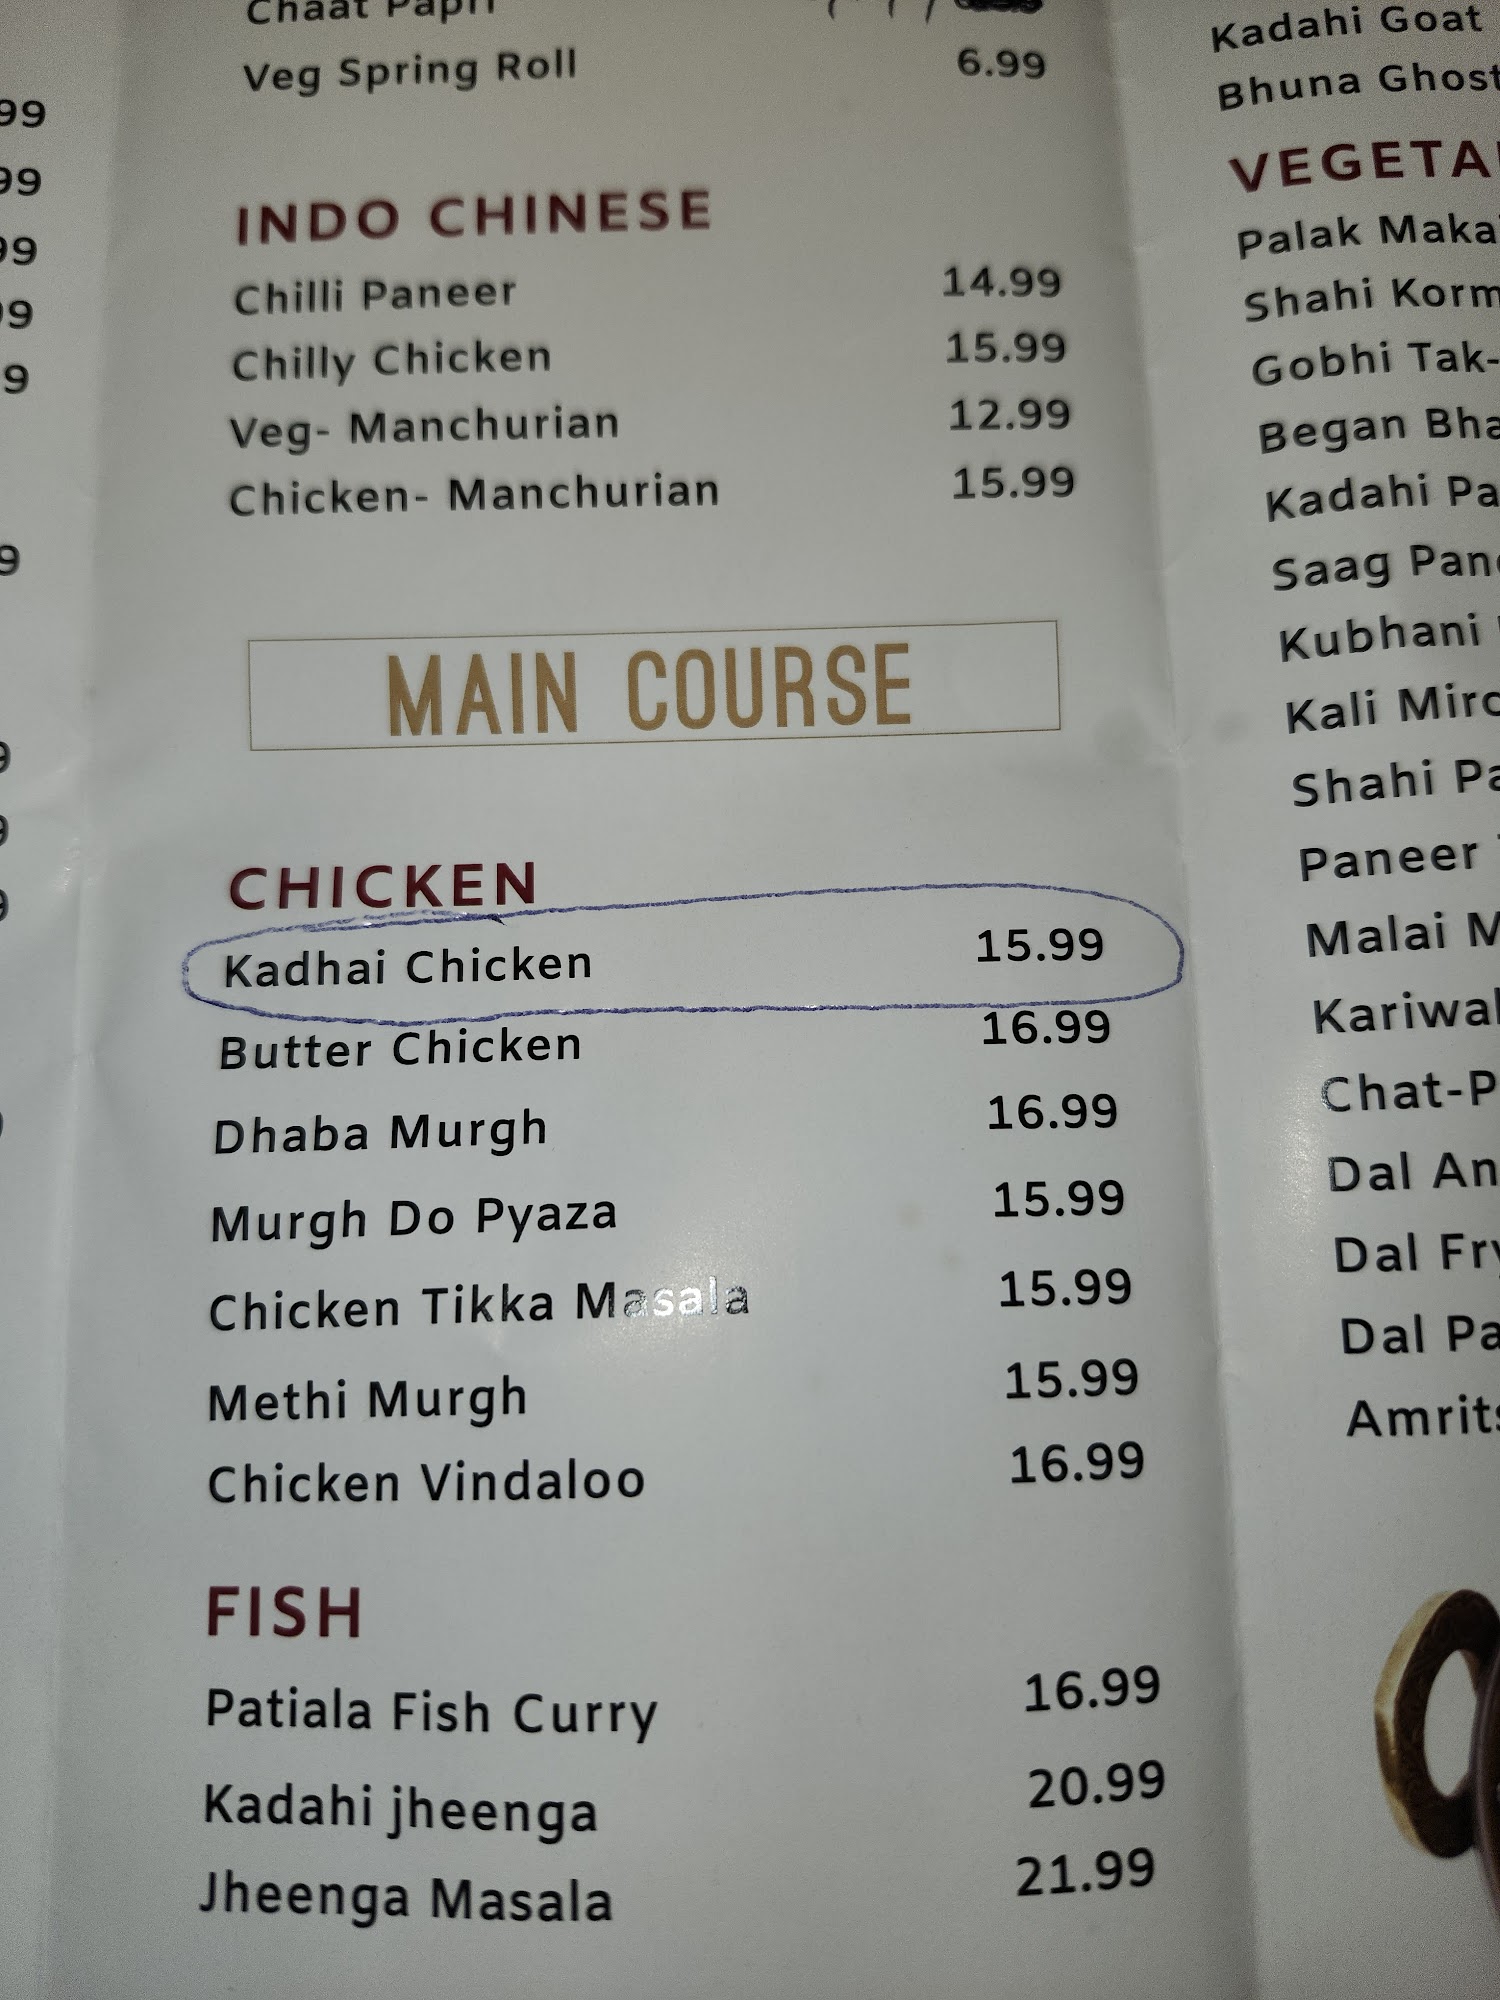 Chaat Papri
Veg Spring Roll 6.99
INDO CHINESE
Chilli Paneer 14.99
Chilly Chicken 15.99
Veg- Manchurian 12.99
Chicken- Manchurian 15.99
MAIN COURSE
CHICKEN
Kadhai Chicken 15.99
Butter Chicken 16.99
Dhaba Murgh 16.99
Murgh Do Pyaza 15.99
Chicken Tikka Masala 15.99
Methi Murgh 15.99
Chicken Vindaloo 16.99
FISH
Patiala Fish Curry 16.99
Kadahi jheenga 20.99
Jheenga Masala 21.99
Kadahi Goat
Bhuna Ghost
Palak
Shahi
Gobhi
Began
Kadahi
Saag
Kubhani
Kali
Shahi
Paneer
Malai
Dal
Dal
Dal